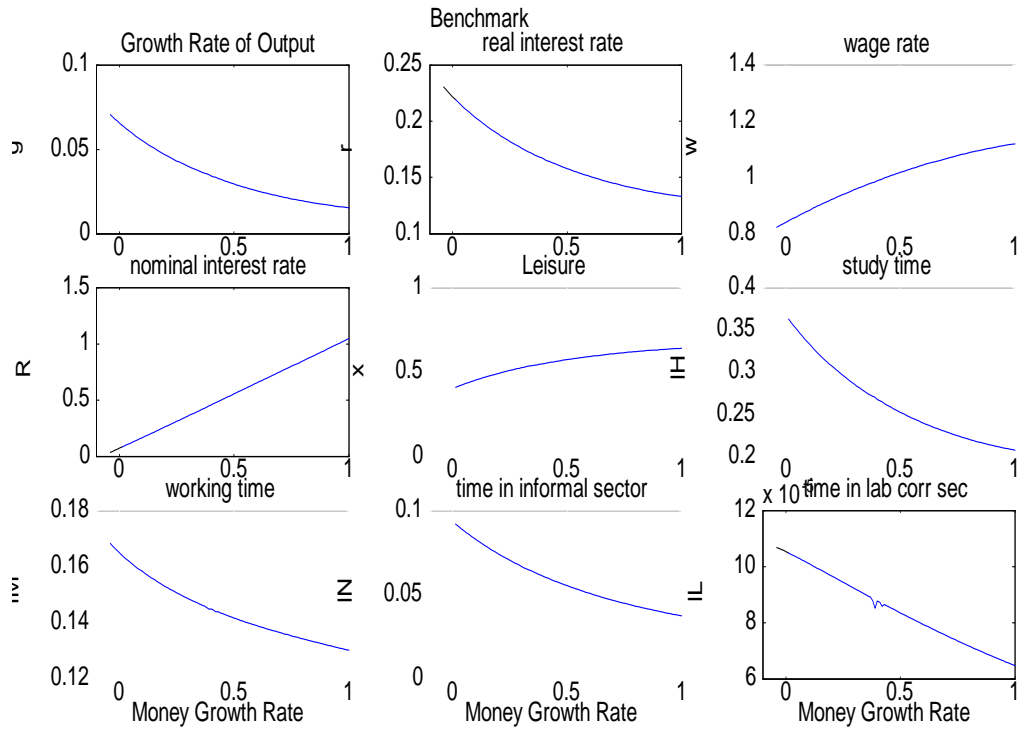 Benchmark
Growth Rate of Output
real interest rate
wage rate
0.1
0.05
0
0 0.5 1
r
0.25
0.2
0.15
0.1
0 0.5 1
w
1.4
1.2
1
0.8
0 0.5 1
nominal interest rate
Leisure
study time
R
1.5
1
0.5
0
0 0.5 1
x
1
0.5
0
0 0.5 1
IH
0.4
0.35
0.3
0.25
0.2
0 0.5 1
working time
time in informal sector
time in lab corr sec
IM
0.18
0.16
0.14
0.12
0 0.5 1
Money Growth Rate
IN
0.1
0.05
0
0 0.5 1
Money Growth Rate
IL
x 10
12
10
8
6
0 0.5 1
Money Growth Rate